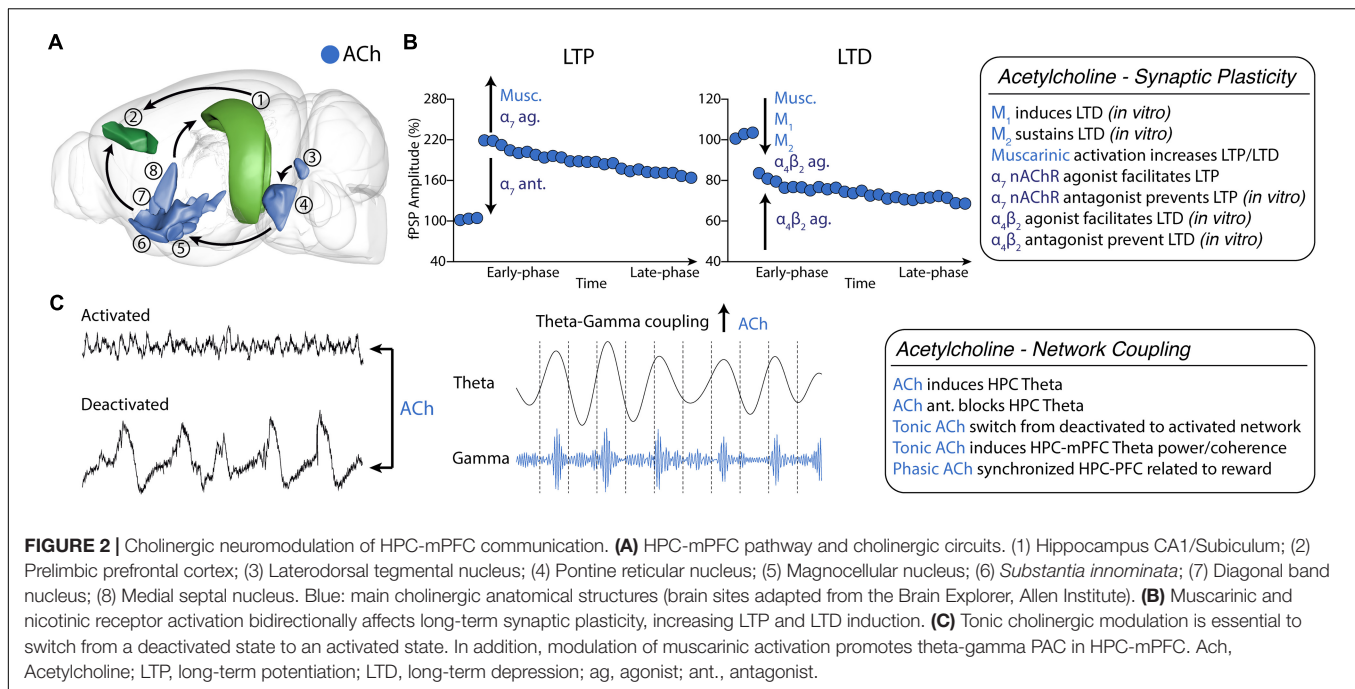 A
ACh
1
2
3
4
5
6
7
8
B
LTP
fPSP Amplitude (%)
280
220
160
100
40
Musc.
α7 ag.
α7 ant.
Early-phase
Late-phase
Time
LTD
120
100
80
60
40
Musc.
M1
M2
α4β2 ag.
α4β2 ag.
Early-phase
Late-phase
Time
Acetylcholine - Synaptic Plasticity
M1 induces LTD (in vitro)
M2 sustains LTD (in vitro)
Muscarinic activation increases LTP/LTD
α7 nAChR agonist facilitates LTP
α7 nAChR antagonist prevents LTP (in vitro)
α4β2 agonist facilitates LTD (in vitro)
α4β2 antagonist prevent LTD (in vitro)
C
Activated
Deactivated
ACh
Theta-Gamma coupling ACh
Theta
Gamma
Acetylcholine - Network Coupling
ACh induces HPC Theta
ACh ant. blocks HPC Theta
Tonic ACh switch from deactivated to activated network
Tonic ACh induces HPC-mPFC Theta power/coherence
Phasic ACh synchronized HPC-PFC related to reward
FIGURE 2 | Cholinergic neuromodulation of HPC-mPFC communication. (A) HPC-mPFC pathway and cholinergic circuits. (1) Hippocampus CA1/Subiculum; (2)
Prelimbic prefrontal cortex; (3) Laterodorsal tegmental nucleus; (4) Pontine reticular nucleus; (5) Magnocellular nucleus; (6) Substantia innominata; (7) Diagonal band
nucleus; (8) Medial septal nucleus. Blue: main cholinergic anatomical structures (brain sites adapted from the Brain Explorer, Allen Institute). (B) Muscarinic and
nicotinic receptor activation bidirectionally affects long-term synaptic plasticity, increasing LTP and LTD induction. (C) Tonic cholinergic modulation is essential to
switch from a deactivated state to an activated state. In addition, modulation of muscarinic activation promotes theta-gamma PAC in HPC-mPFC. Ach,
Acetylcholine; LTP, long-term potentiation; LTD, long-term depression; ag, agonist; ant., antagonist.